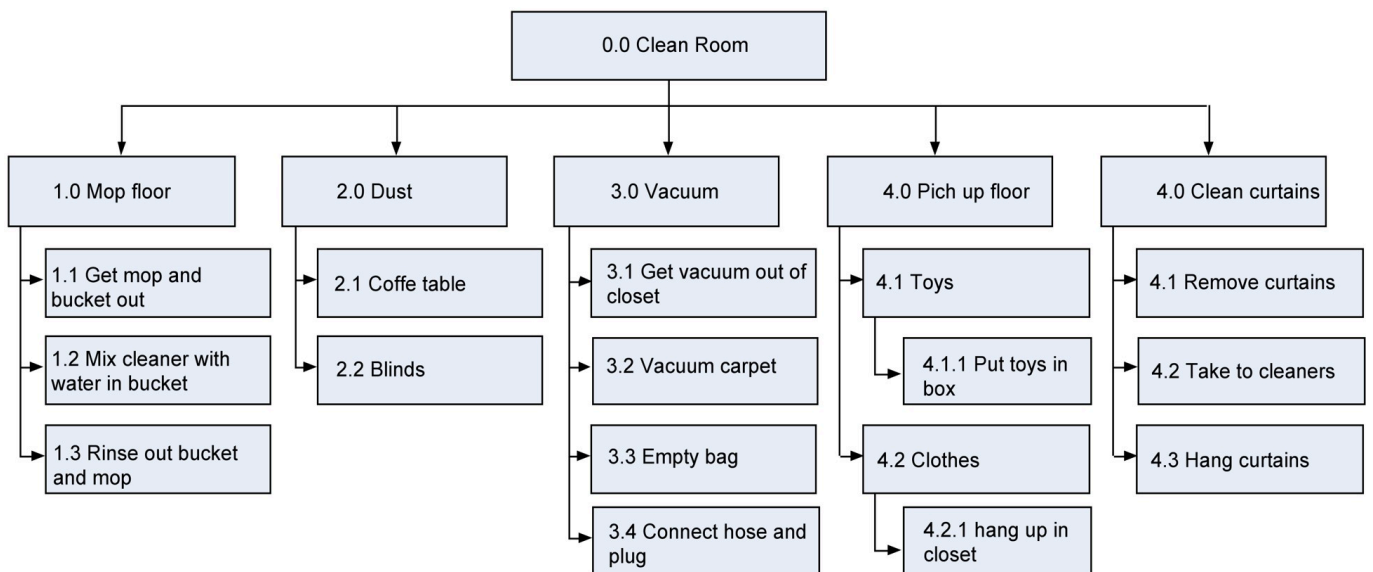 0.0 Clean Room
1.0 Mop floor
1.1 Get mop and
bucket out
1.2 Mix cleaner with
water in bucket
1.3 Rinse out bucket
and mop
2.0 Dust
2.1 Coffe table
2.2 Blinds
3.0 Vacuum
3.1 Get vacuum out of
closet
3.2 Vacuum carpet
3.3 Empty bag
3.4 Connect hose and
plug
4.0 Pich up floor
4.1 Toys
4.1.1 Put toys in
box
4.2 Clothes
4.2.1 hang up in
closet
4.0 Clean curtains
4.1 Remove curtains
4.2 Take to cleaners
4.3 Hang curtains